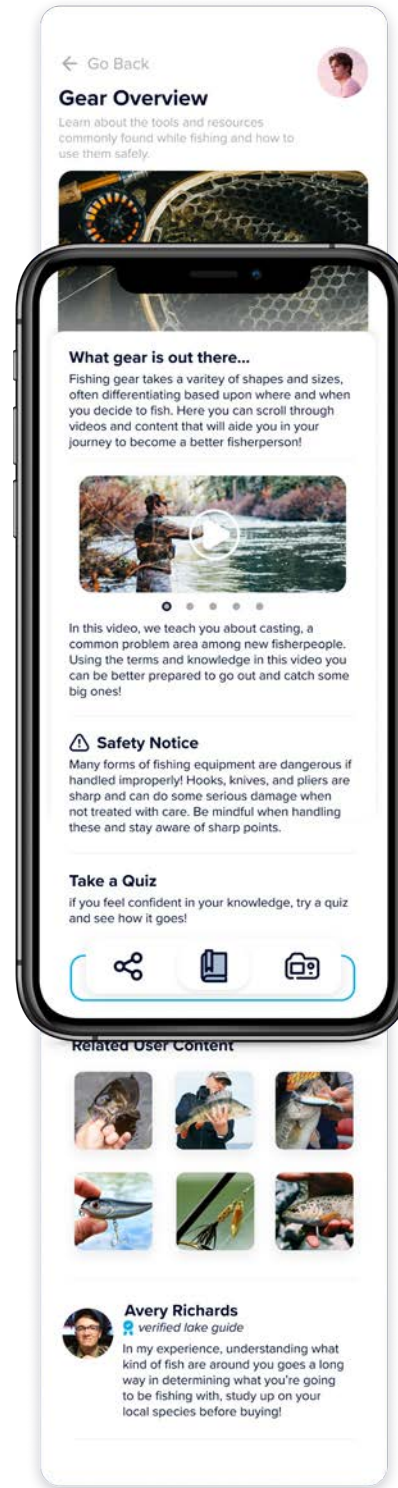 Go Back
Gear Overview
Learn about the tools and resources
commonly found while fishing and how to
use them safely.
What gear is out there...
Fishing gear takes a varitey of shapes and sizes,
often differentiating based upon where and when
you decide to fish. Here you can scroll through
videos and content that will aide you in your
journey to become a better fisherperson!
In this video, we teach you about casting, a
common problem area among new fisherpeople.
Using the terms and knowledge in this video you
can be better prepared to go out and catch some
big ones!
Safety Notice
Many forms of fishing equipment are dangerous if
handled improperly! Hooks, knives, and pliers are
sharp and can do some serious damage when
not treated with care. Be mindful when handling
these and stay aware of sharp points.
Take a Quiz
if you feel confident in your knowledge, try a quiz
and see how it goes!
Related User Content
Avery Richards
verified lake guide
In my experience, understanding what
kind of fish are around you goes a long
way in determining what you're going
to be fishing with, study up on your
local species before buying!